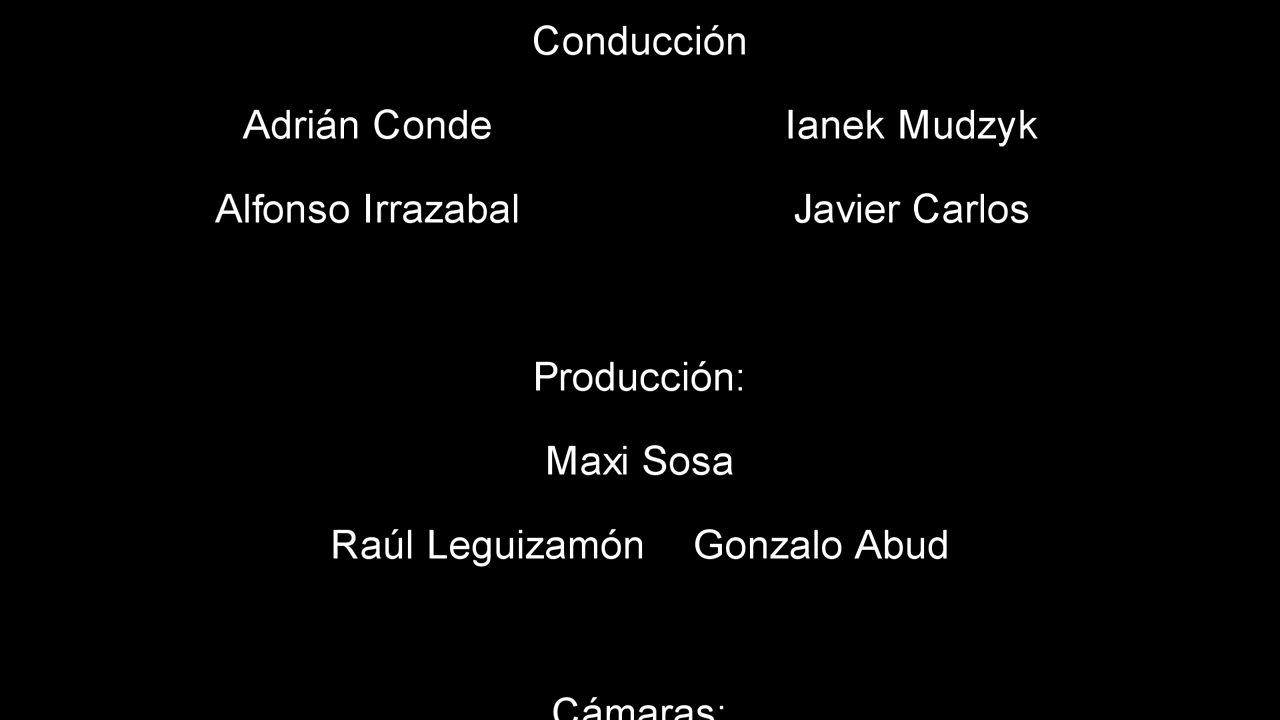 Conducción
Adrián Conde Ianek Mudzyk
Alfonso Irrazabal Javier Carlos
Producción:
Maxi Sosa
Raúl Leguizamón Gonzalo Abud
Cámaras: